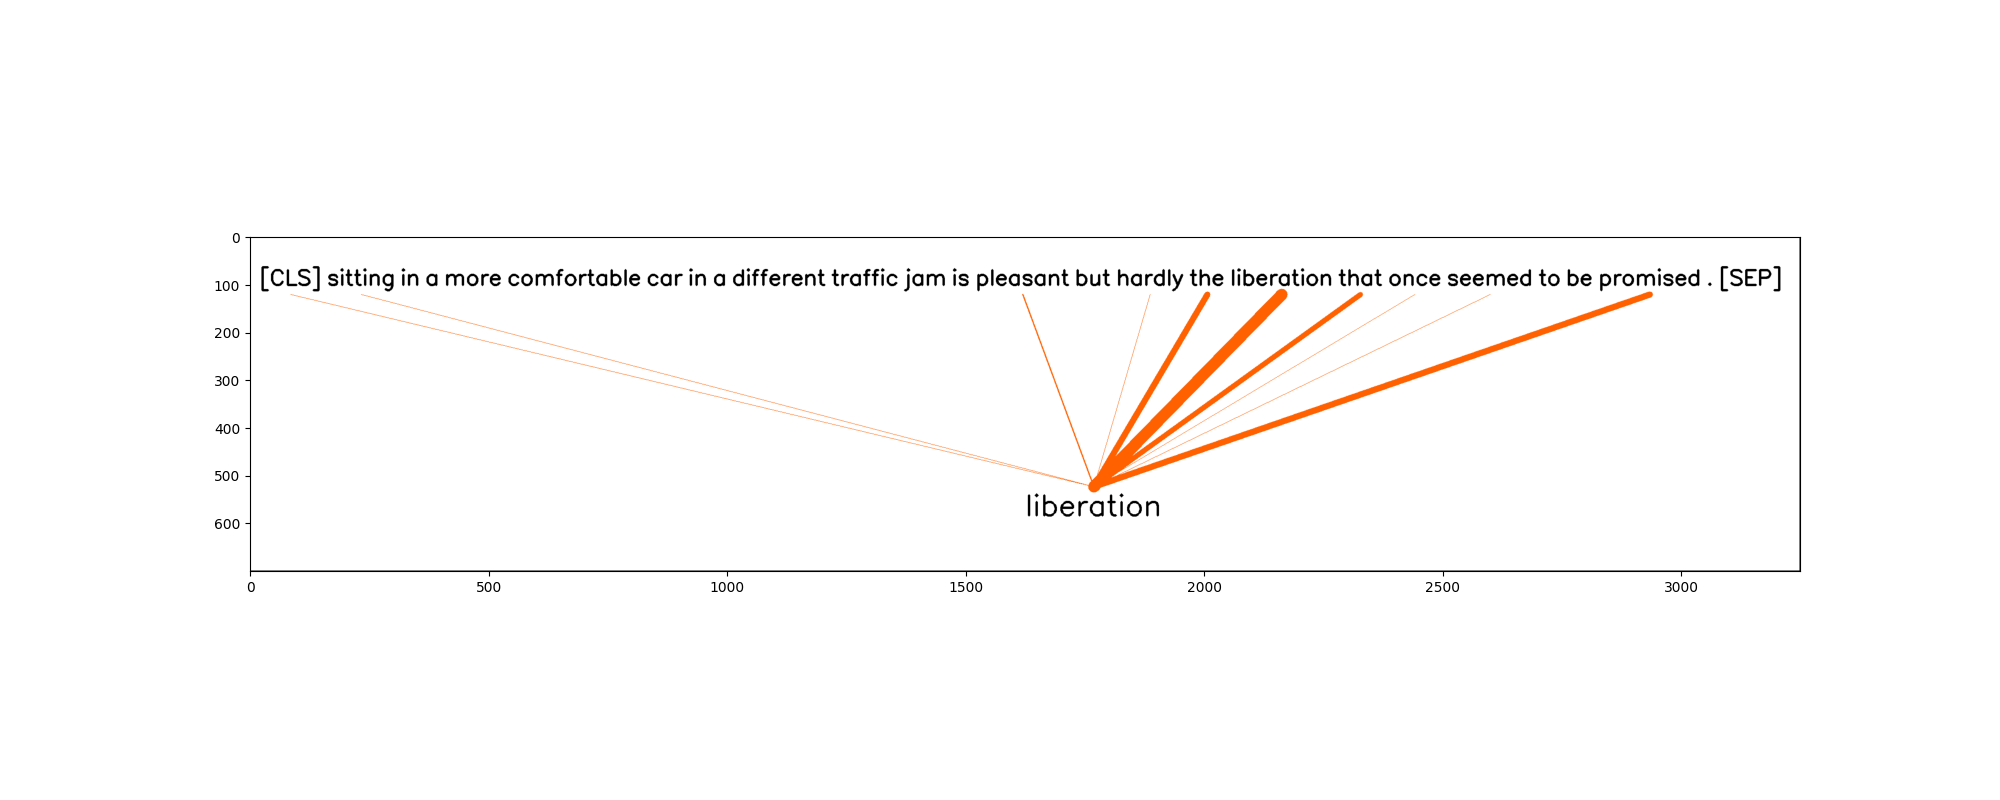 0
[CLS] sitting in a more comfortable car in a different traffic jam is pleasant but hardly the liberation that once seemed to be promised . [SEP]
100
200
300
400
500
liberation
600
0 500 1000 1500 2000 2500 3000